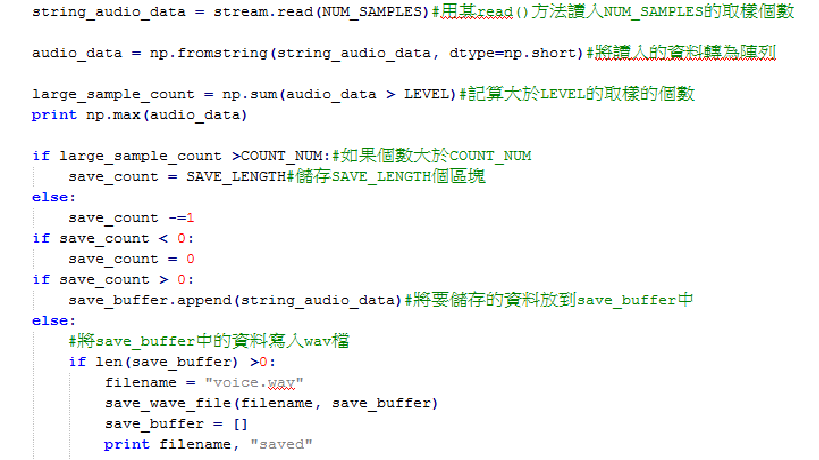 string_audio_data = stream.read(NUM_SAMPLES)#用其read()方法讀入NUM_SAMPLES的取樣個數
audio_data = np.fromstring(string_audio_data, dtype=np.short)#將讀入的資料轉為陣列
large_sample_count = np.sum(audio_data > LEVEL)#記算大於LEVEL的取樣的個數
print np.max(audio_data)
if large_sample_count >COUNT_NUM:#如果個數大於COUNT_NUM
save_count = SAVE_LENGTH#儲存SAVE_LENGTH個區塊
else:
save_count -=1
if save_count < 0:
save_count = 0
if save_count > 0:
save_buffer.append(string_audio_data)#將要儲存的資料放到save_buffer中
else:
#將save_buffer中的資料寫入wav檔
if len(save_buffer) >0:
filename = "voice.wav"
save_wave_file(filename, save_buffer)
save_buffer = []
print filename, "saved"